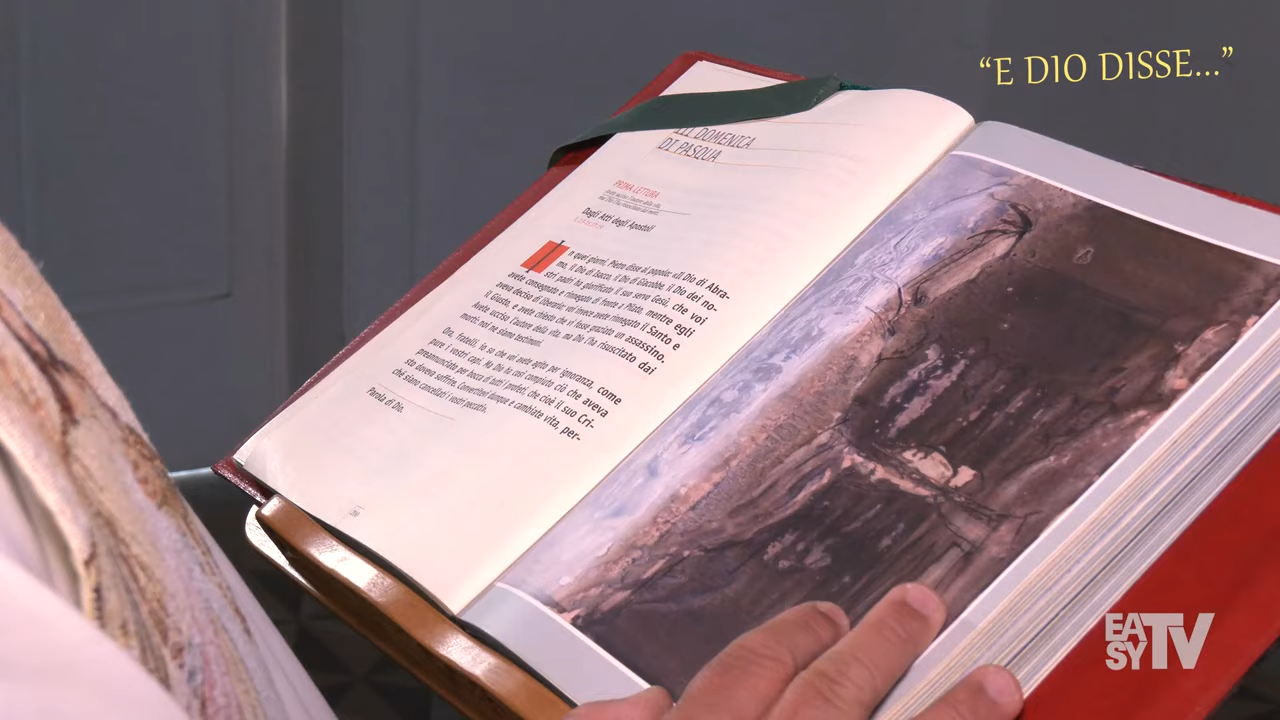 “E DIO DISSE...”
III DOMENICA
DI PASQUA
PRIMA LETTURA
Dagli Atti degli Apostoli
In quei giorni, Pietro disse al popolo: «Il Dio di Abra-
mo, il Dio di Isacco, il Dio di Giacobbe, il Dio dei no-
stri padri ha glorificato il suo servo Gesù, che voi
avete consegnato e rinnegato di fronte a Pilato, mentre egli
aveva deciso di liberarlo; voi invece avete rinnegato il Santo e
il Giusto, e avete chiesto che vi fosse graziato un assassino.
Avete ucciso l'autore della vita, ma Dio l'ha risuscitato dai
morti: noi ne siamo testimoni.
Ora, fratelli, io so che voi avete agito per ignoranza, come
pure i vostri capi. Ma Dio ha così compiuto ciò che aveva
preannunciato per bocca di tutti i profeti, che cioè il suo Cri-
sto doveva soffrire. Convertitevi dunque e cambiate vita, per-
ché siano cancellati i vostri peccati».
Parola di Dio.
EA
SY TV